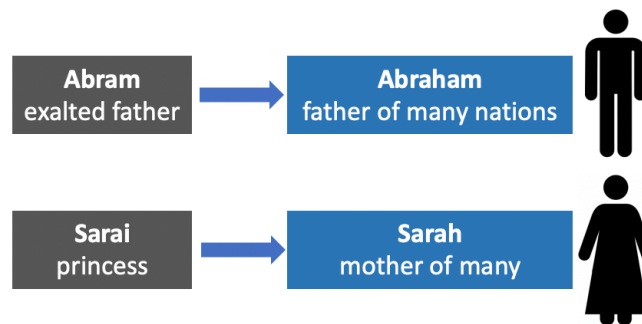 Abram
exalted father
Abraham
father of many nations
Sarai
princess
Sarah
mother of many